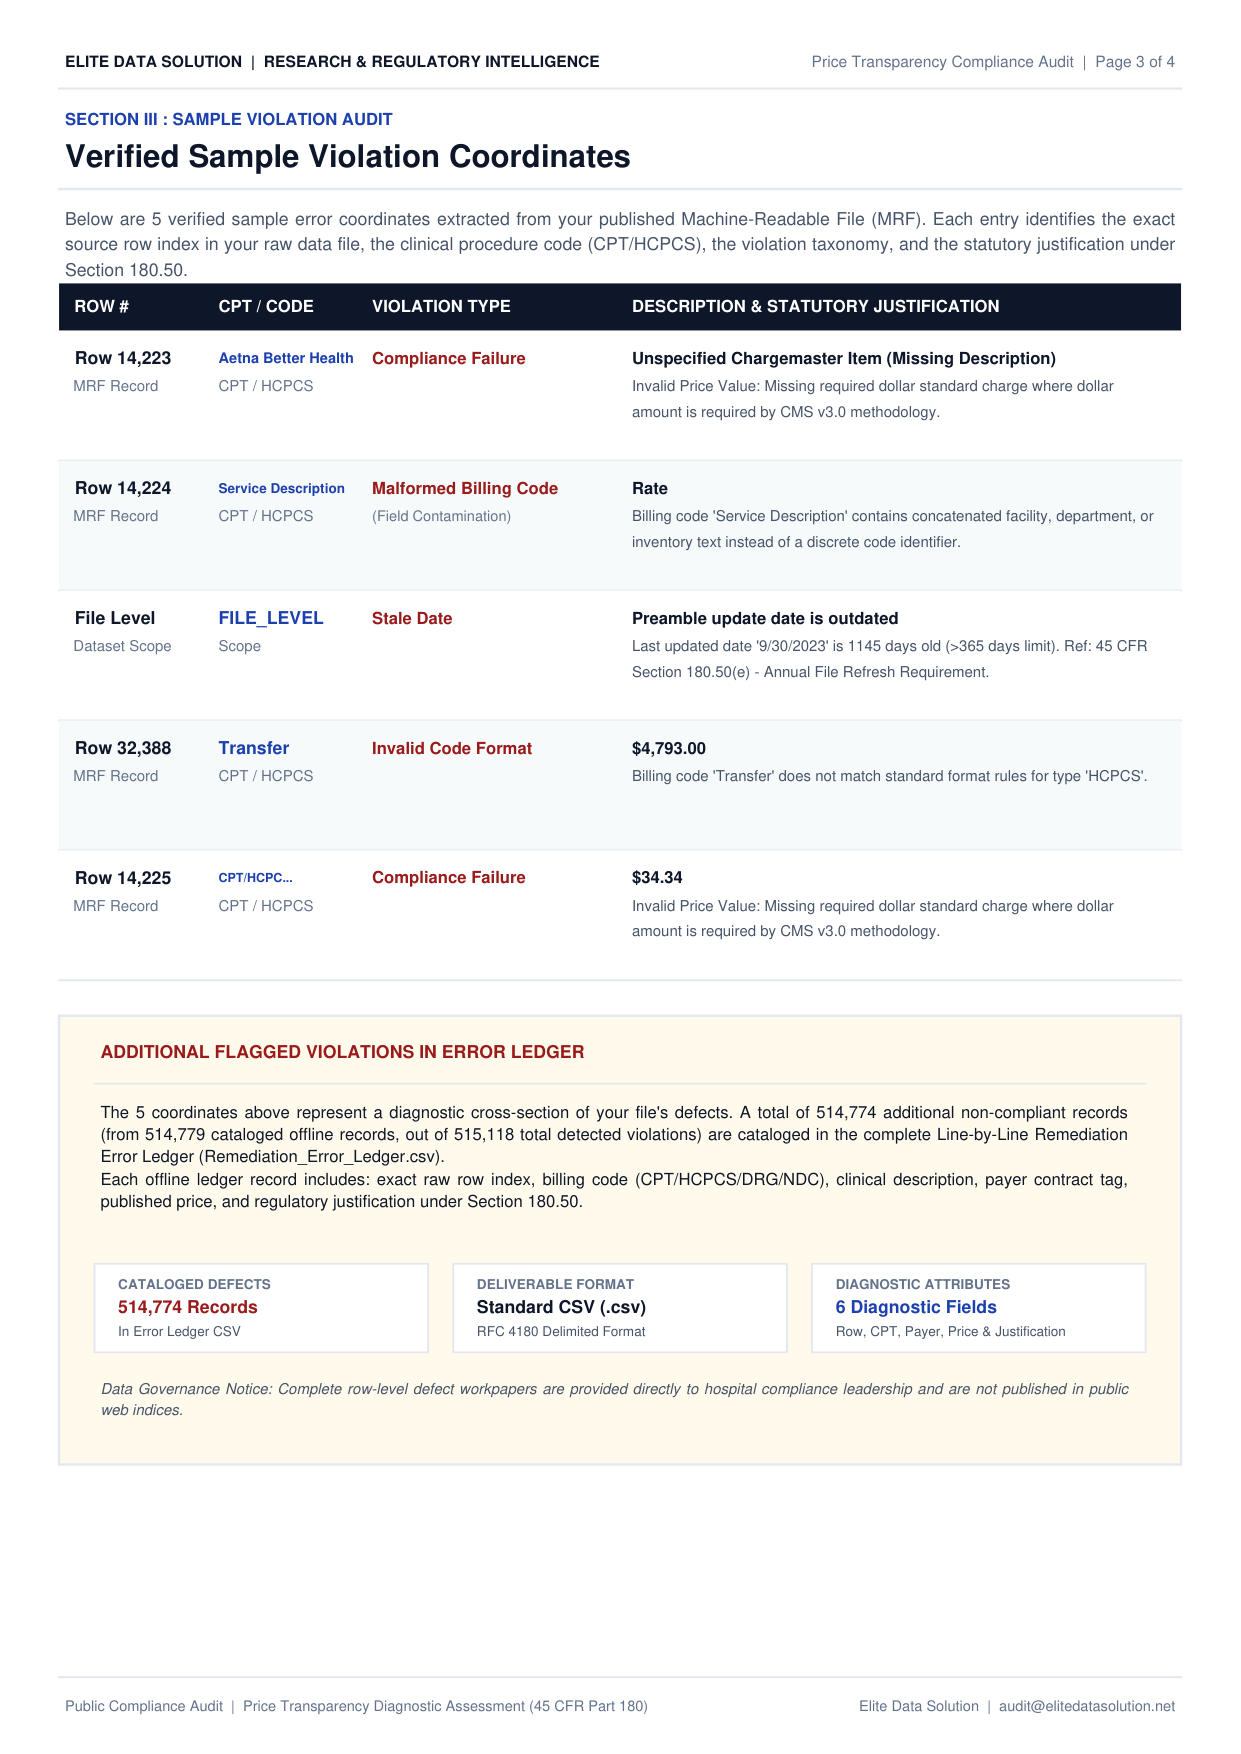 ELITE DATA SOLUTION | RESEARCH & REGULATORY INTELLIGENCE
Price Transparency Compliance Audit | Page 3 of 4
SECTION III : SAMPLE VIOLATION AUDIT
Verified Sample Violation Coordinates
Below are 5 verified sample error coordinates extracted from your published Machine-Readable File (MRF). Each entry identifies the exact
source row index in your raw data file, the clinical procedure code (CPT/HCPCS), the violation taxonomy, and the statutory justification under
Section 180.50.
ROW # CPT / CODE VIOLATION TYPE DESCRIPTION & STATUTORY JUSTIFICATION
Row 14,223 Aetna Better Health Compliance Failure Unspecified Chargemaster Item (Missing Description)
MRF Record CPT / HCPCS Invalid Price Value: Missing required dollar standard charge where dollar
amount is required by CMS v3.0 methodology.
Row 14,224 Service Description Malformed Billing Code Rate
MRF Record CPT / HCPCS (Field Contamination) Billing code 'Service Description' contains concatenated facility, department, or
inventory text instead of a discrete code identifier.
File Level FILE_LEVEL Stale Date Preamble update date is outdated
Dataset Scope Scope Last updated date '9/30/2023' is 1145 days old (>365 days limit). Ref: 45 CFR
Section 180.50(e) - Annual File Refresh Requirement.
Row 32,388 Transfer Invalid Code Format $4,793.00
MRF Record CPT / HCPCS Billing code 'Transfer' does not match standard format rules for type 'HCPCS'.
Row 14,225 CPT/HCPC... Compliance Failure $34.34
MRF Record CPT / HCPCS Invalid Price Value: Missing required dollar standard charge where dollar
amount is required by CMS v3.0 methodology.
ADDITIONAL FLAGGED VIOLATIONS IN ERROR LEDGER
The 5 coordinates above represent a diagnostic cross-section of your file's defects. A total of 514,774 additional non-compliant records
(from 514,779 cataloged offline records, out of 515,118 total detected violations) are cataloged in the complete Line-by-Line Remediation
Error Ledger (Remediation_Error_Ledger.csv).
Each offline ledger record includes: exact raw row index, billing code (CPT/HCPCS/DRG/NDC), clinical description, payer contract tag,
published price, and regulatory justification under Section 180.50.
CATALOGED DEFECTS
514,774 Records
In Error Ledger CSV
DELIVERABLE FORMAT
Standard CSV (.csv)
RFC 4180 Delimited Format
DIAGNOSTIC ATTRIBUTES
6 Diagnostic Fields
Row, CPT, Payer, Price & Justification
Data Governance Notice: Complete row-level defect workpapers are provided directly to hospital compliance leadership and are not published in public
web indices.
Public Compliance Audit | Price Transparency Diagnostic Assessment (45 CFR Part 180)
Elite Data Solution | audit@elitedatasolution.net